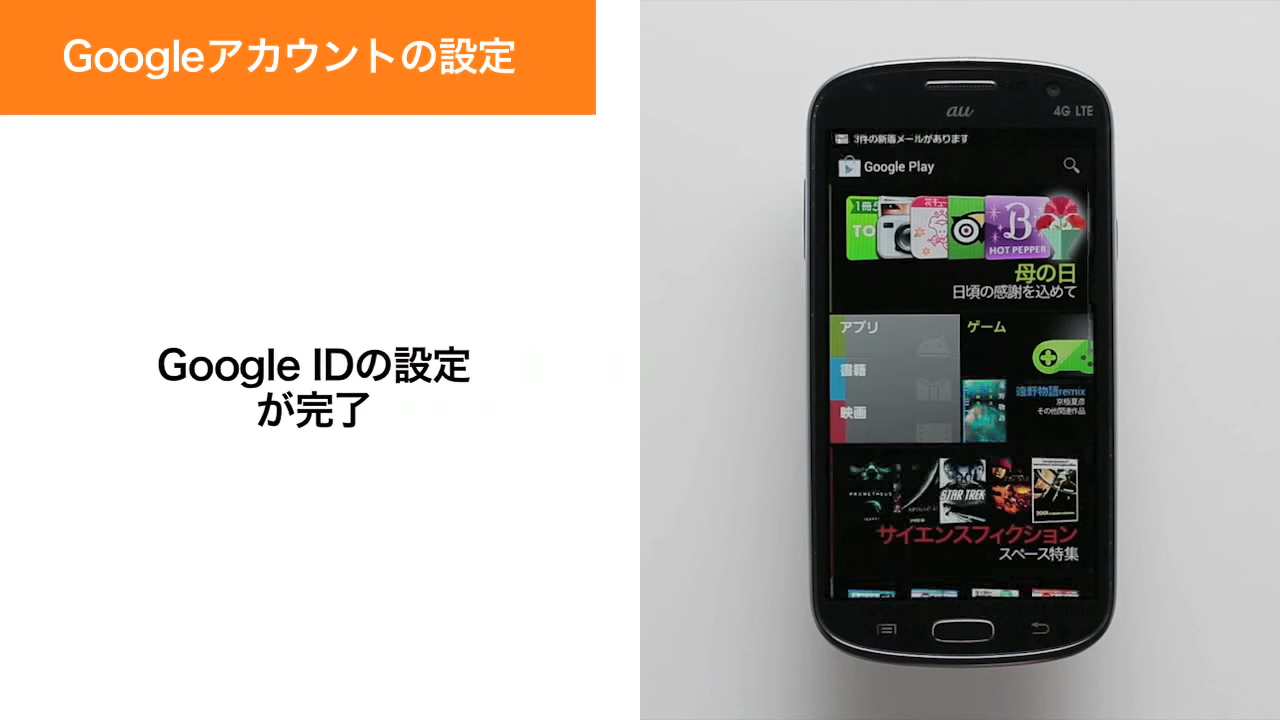 Googleアカウントの設定
Google IDの設定
が完了
au
4G LTE
3件の新着メールがあります
Google Play
1冊
TO
HOT PEPPER
母の日
日頃の感謝を込めて
アプリ
ゲーム
書籍
映画
遠野物語remix
京極夏彦
その他関連作品
PROMETHEUS
STAR TREK
2001
サイエンスフィクション
スペース特集